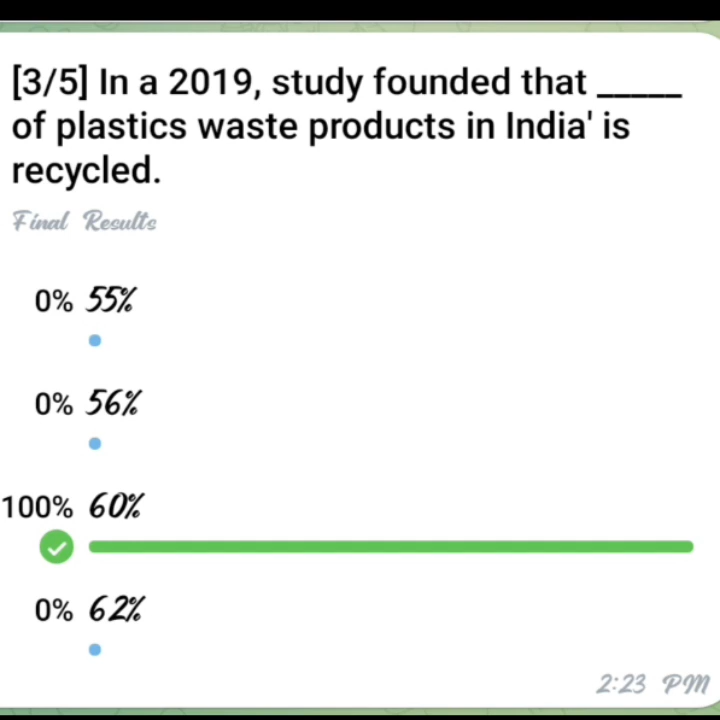 [3/5] In a 2019, study founded that _____
of plastics waste products in India' is
recycled.
Final Results
0% 55%
0% 56%
100% 60%
0% 62%
2:23 PM